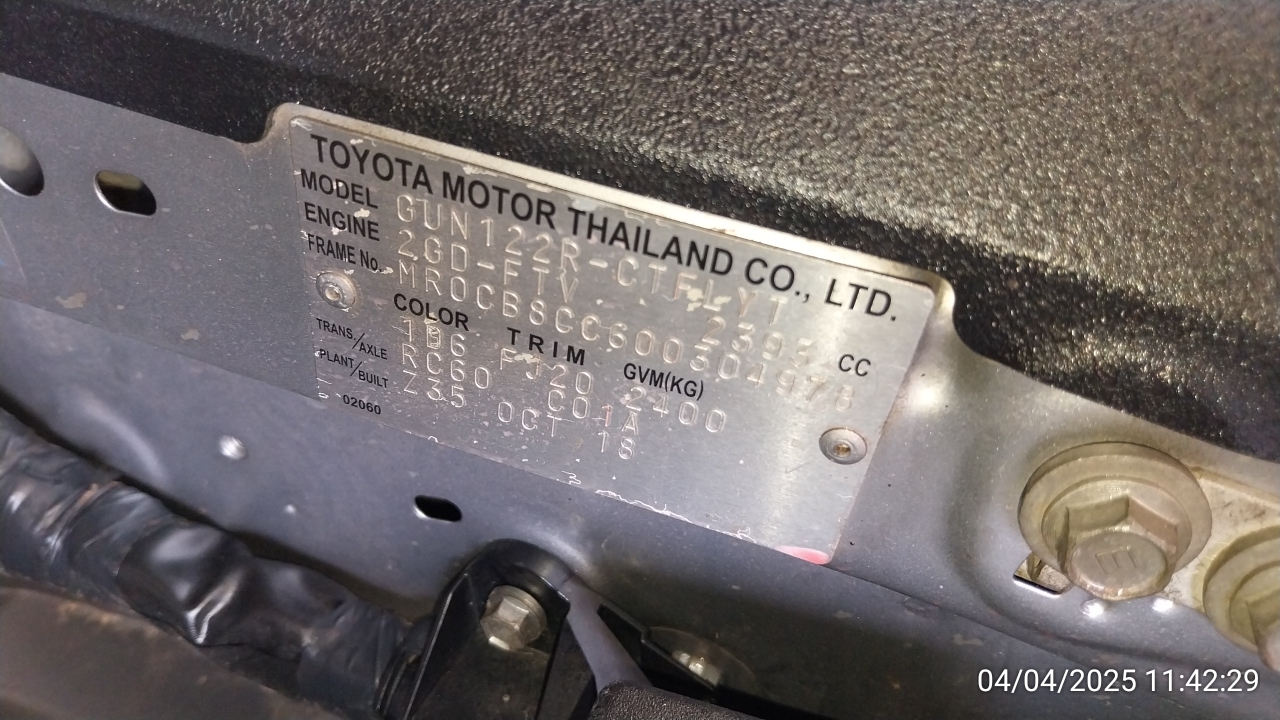 TOYOTA MOTOR THAILAND CO., LTD.
MODEL GUN122R-CTFLYT
ENGINE 2GD-FTV 2393 CC
FRAME No. MR0CB8CC600304978
COLOR TRIM GVM(KG)
1D6 FJ20 2400
TRANS./AXLE RC60 C01A
PLANT/BUILT Z35 OCT 18
02060
E
04/04/2025 11:42:29